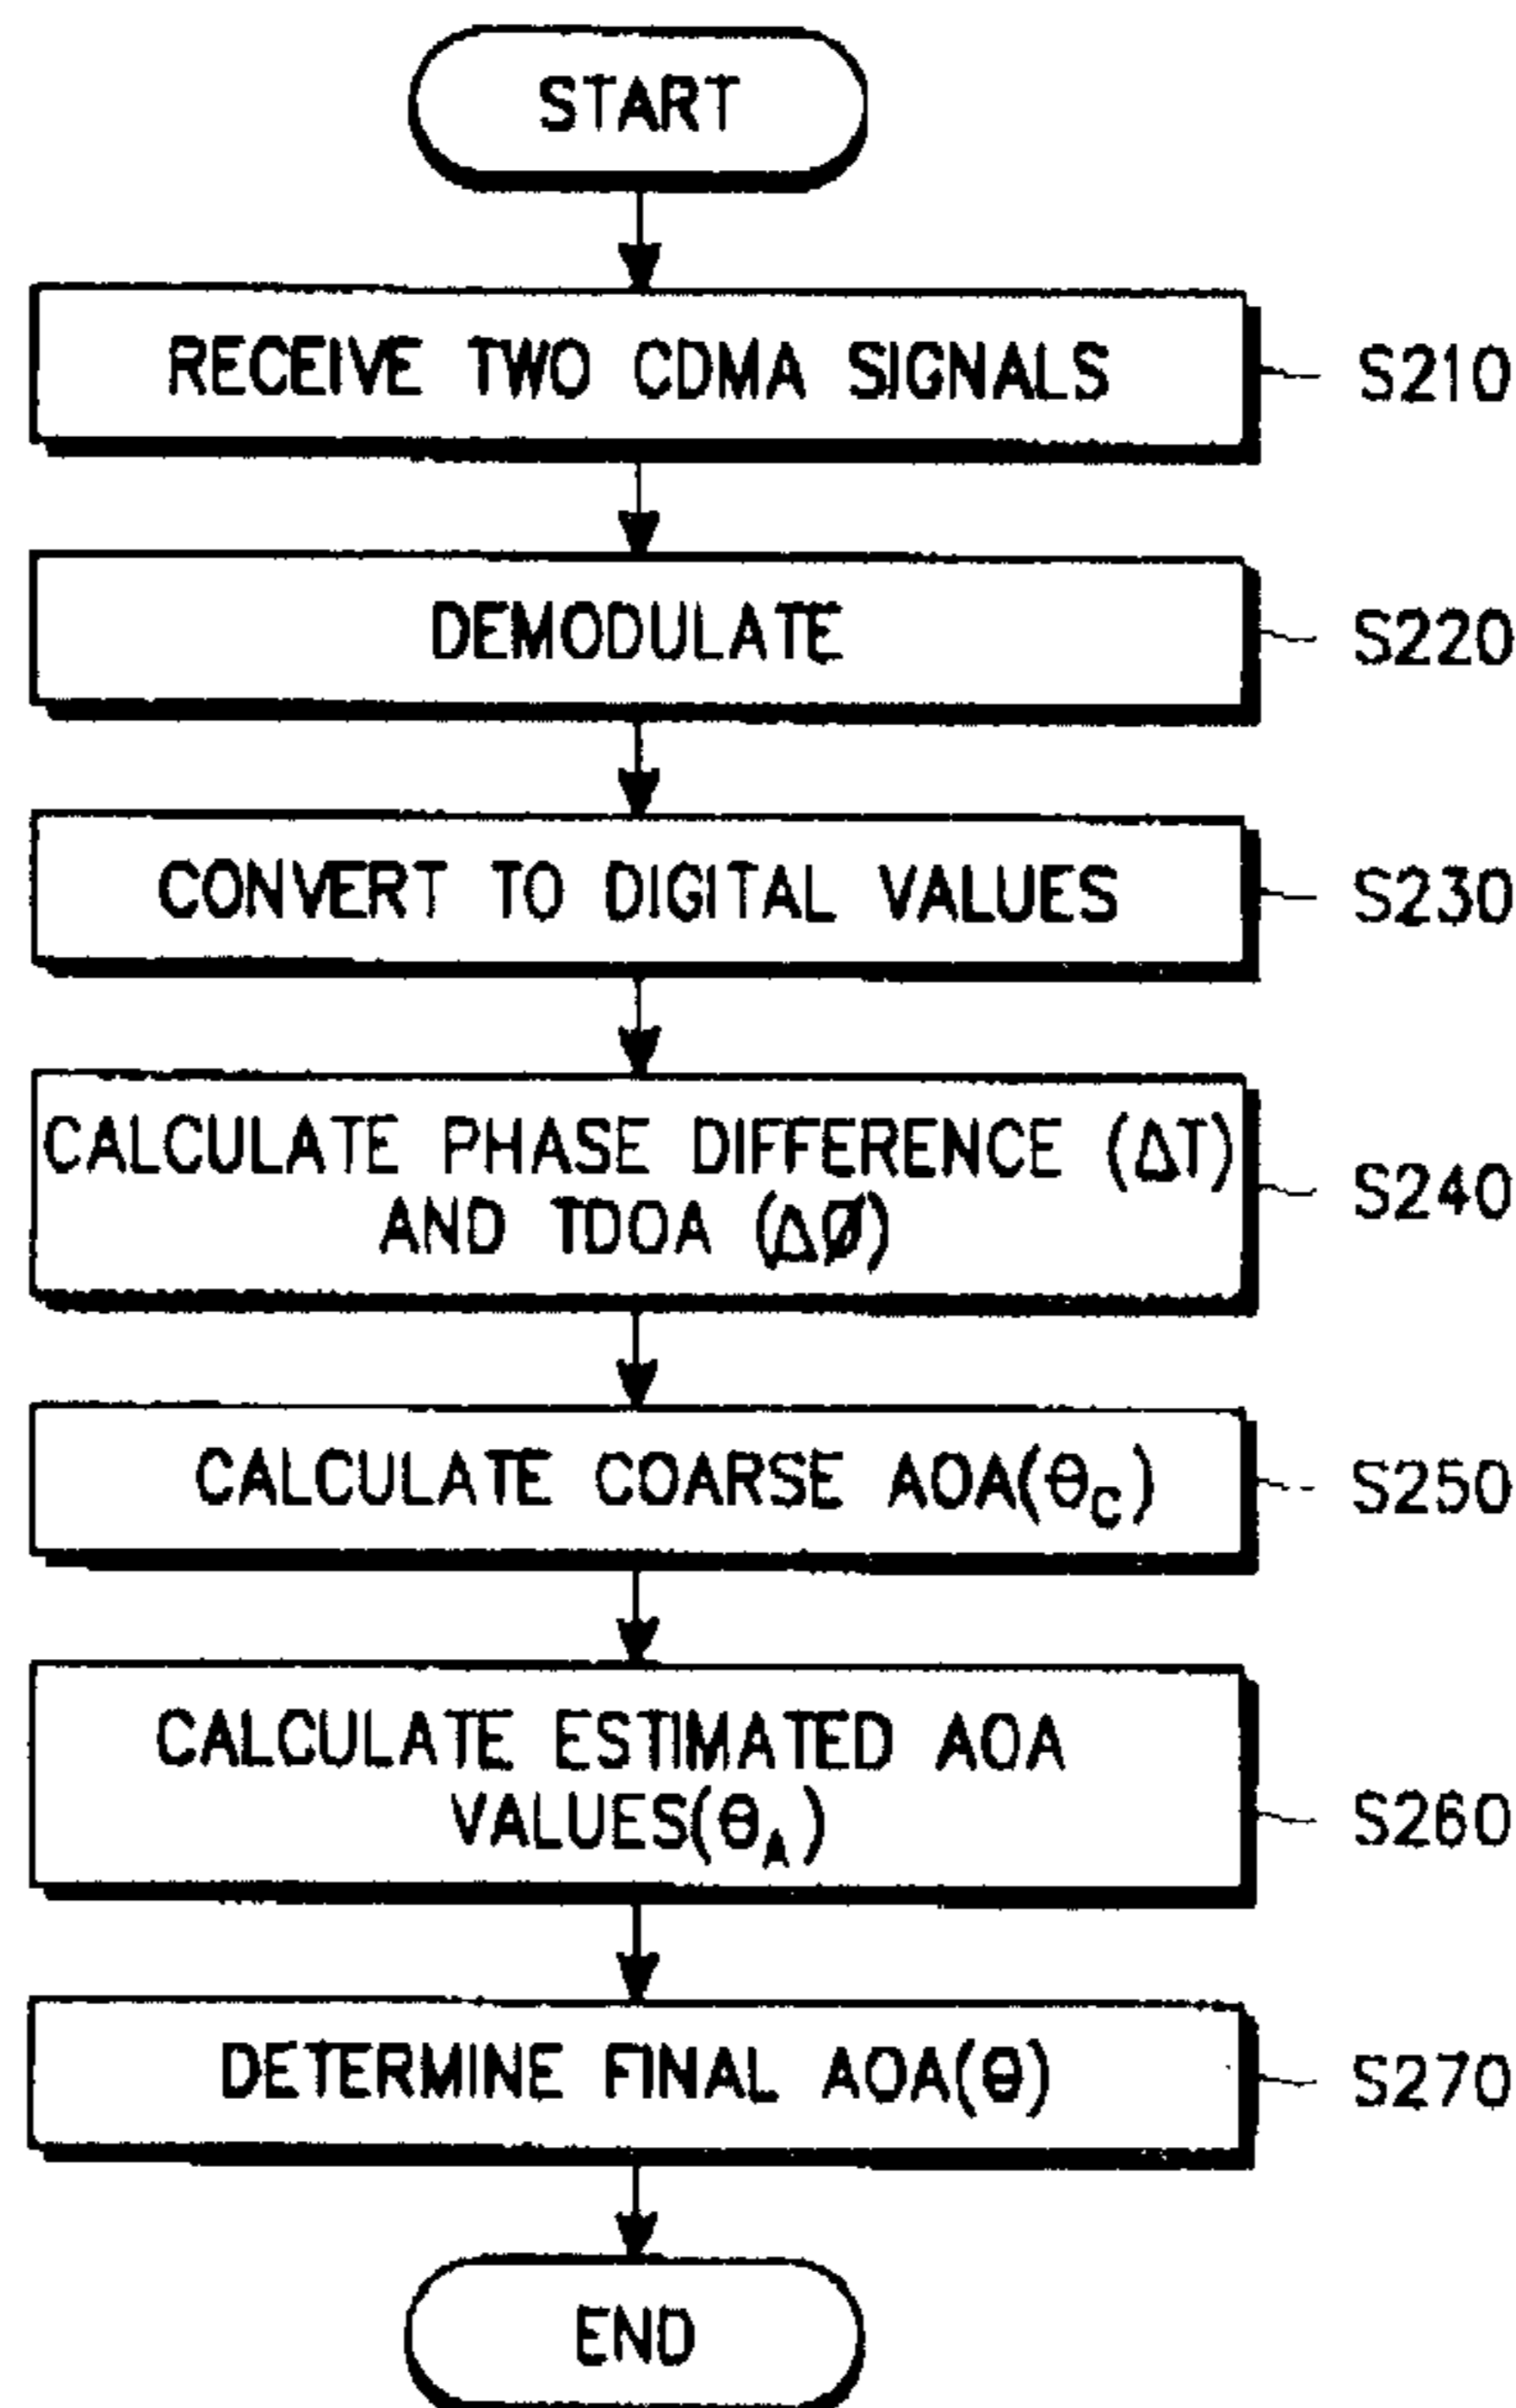 START
RECEIVE TWO CDMA SIGNALS
S210
DEMODULATE
S220
CONVERT TO DIGITAL VALUES
S230
CALCULATE PHASE DIFFERENCE (ΔT)
AND TDOA (ΔØ)
S240
CALCULATE COARSE AOA(θC)
S250
CALCULATE ESTIMATED AOA
VALUES(θA)
S260
DETERMINE FINAL AOA(θ)
S270
END